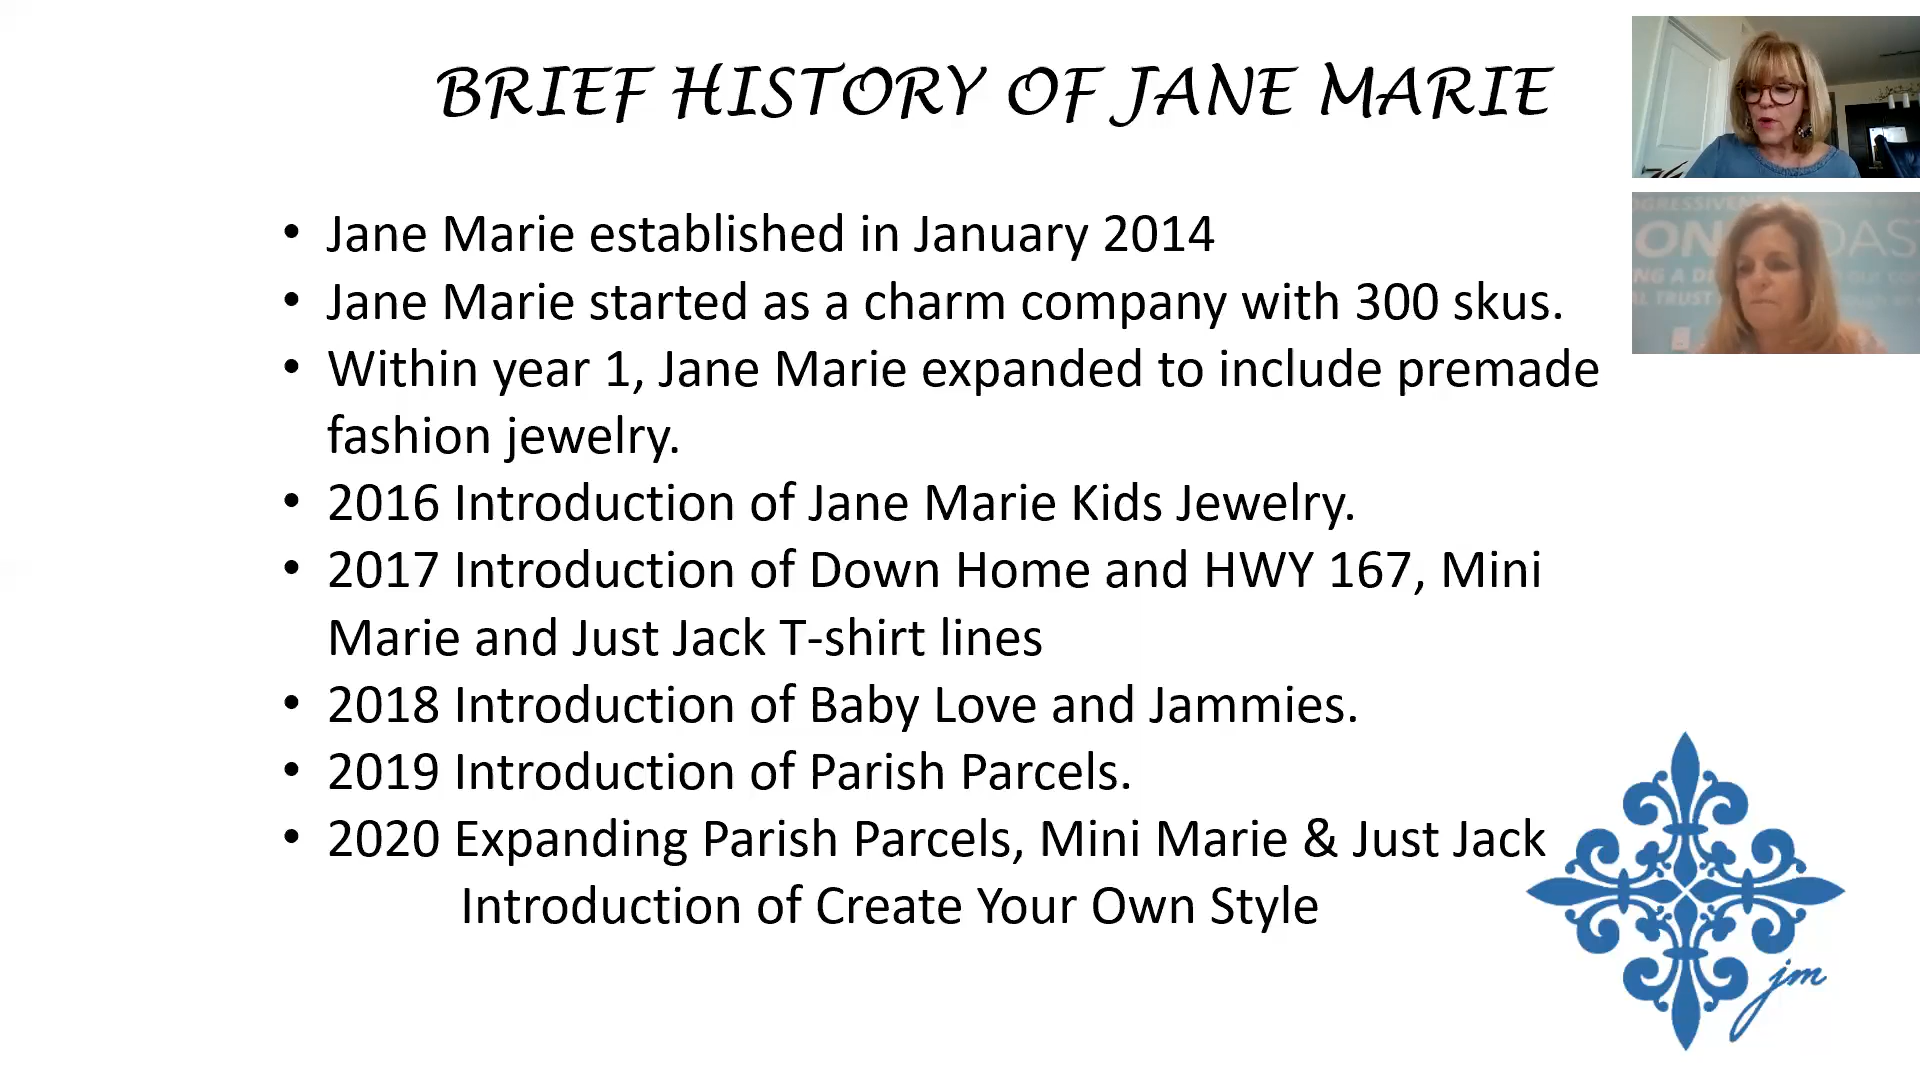 BRIEF HISTORY OF JANE MARIE
• Jane Marie established in January 2014
• Jane Marie started as a charm company with 300 skus.
• Within year 1, Jane Marie expanded to include premade
fashion jewelry.
• 2016 Introduction of Jane Marie Kids Jewelry.
• 2017 Introduction of Down Home and HWY 167, Mini
Marie and Just Jack T-shirt lines
• 2018 Introduction of Baby Love and Jammies.
• 2019 Introduction of Parish Parcels.
• 2020 Expanding Parish Parcels, Mini Marie & Just Jack
Introduction of Create Your Own Style
jm